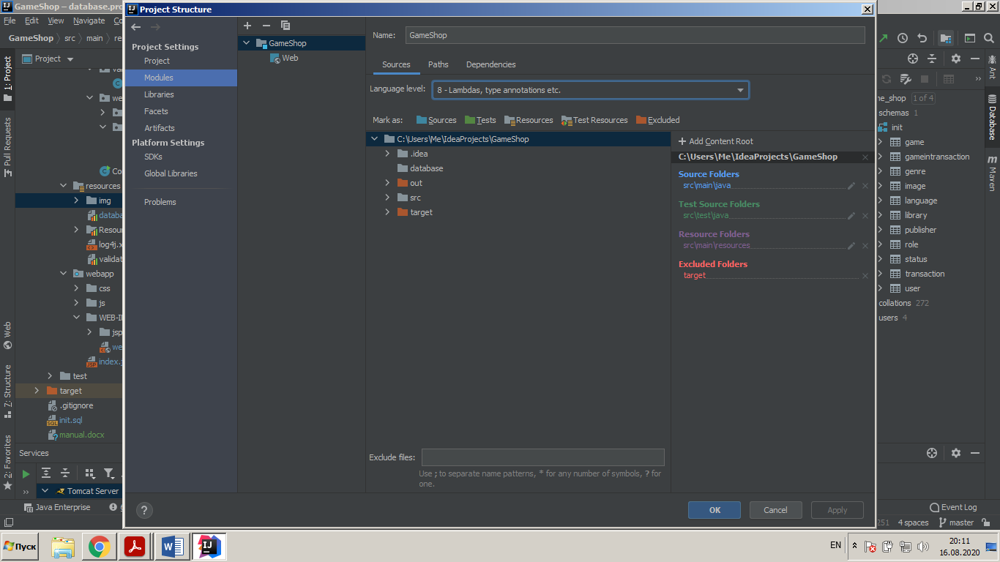 GameShop – database.pro
Project Structure
File Edit View Navigate Co
GameShop src main re
1: Project
Pull Requests
Web
Z: Structure
2: Favorites
Project
va
we
Co
resources
img
databa
Resour
log4j.x
validat
webapp
css
js
WEB-I
jsp
we
index.j
test
target
.gitignore
init.sql
manual.docx
Services
Tomcat Server
Java Enterprise
Project Settings
Project
Modules
Libraries
Facets
Artifacts
Platform Settings
SDKs
Global Libraries
Problems
GameShop
Web
Name: GameShop
Sources Paths Dependencies
Language level: 8 - Lambdas, type annotations etc.
Mark as: Sources Tests Resources Test Resources Excluded
C:\Users\Me\IdeaProjects\GameShop
.idea
database
out
src
target
Add Content Root
C:\Users\Me\IdeaProjects\GameShop
Source Folders
src\main\java
Test Source Folders
src\test\java
Resource Folders
src\main\resources
Excluded Folders
target
Exclude files:
Use ; to separate name patterns, * for any number of symbols, ? for
one.
? OK Cancel Apply
ne_shop 1 of 4
schemas 1
init
game
gameintransaction
genre
image
language
library
publisher
role
status
transaction
user
collations 272
users 4
Ant
Database
Maven
Event Log
251 4 spaces master
Пуск
EN
20:11
16.08.2020